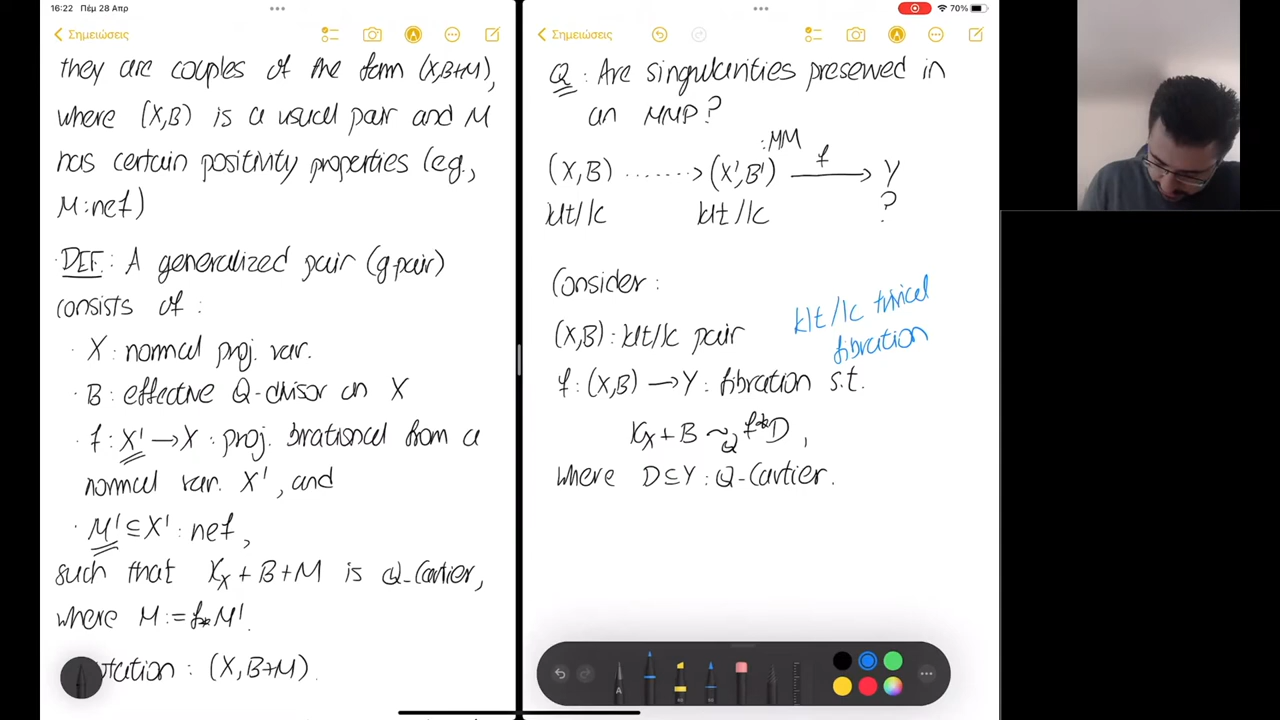 16:22 Πέμ 28 Απρ
70%
Σημειώσεις
they are couples of the form (X,B+M),
where (X,B) is a usual pair and M
has certain positivity properties (e.g.,
M:nef)
DEF.: A generalized pair (g-pair)
consists of :
· X : normal proj. var.
· B : effective Q-divisor on X
· f : X' → X : proj. birational from a
normal var. X', and
· M' ⊆ X' : nef,
such that K_X + B + M is Q-Cartier,
where M := f_* M'.
tation : (X, B+M).
Σημειώσεις
Q : Are singularities preserved in
an MMP?
: MM
(X,B) ⇢ (X',B') → Y
f
klt/lc klt/lc ?
Consider :
(X,B) : klt/lc pair
klt/lc trivial
fibration
f : (X,B) → Y : fibration s.t.
K_X + B ~_Q f*D ,
where D ⊆ Y : Q-Cartier.